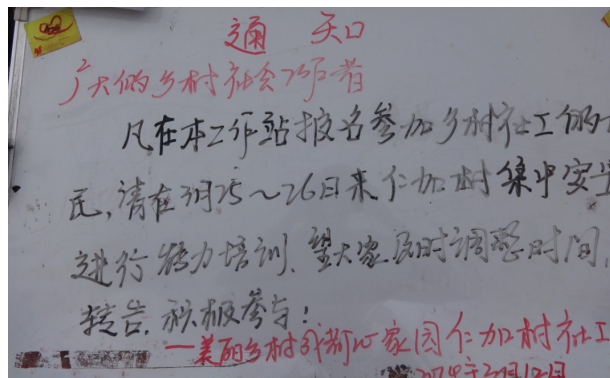 通 知
广大的乡村社会工作者
凡在本工作站报名参加乡村社工的
民,请在3月25~26日来仁加村集中安
进行能力培训、望大家及时调整时间,
转告,积极参与!
——美丽乡村 家园仁加村社工